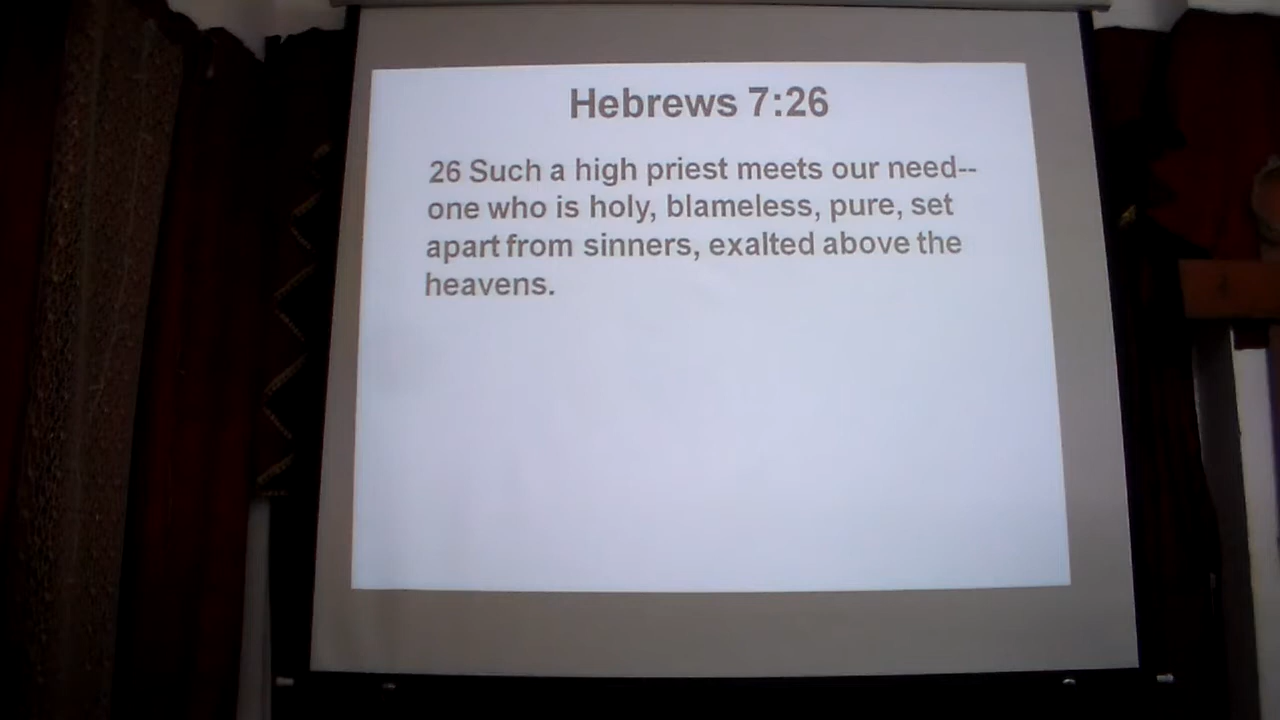 Hebrews 7:26
26 Such a high priest meets our need--
one who is holy, blameless, pure, set
apart from sinners, exalted above the
heavens.